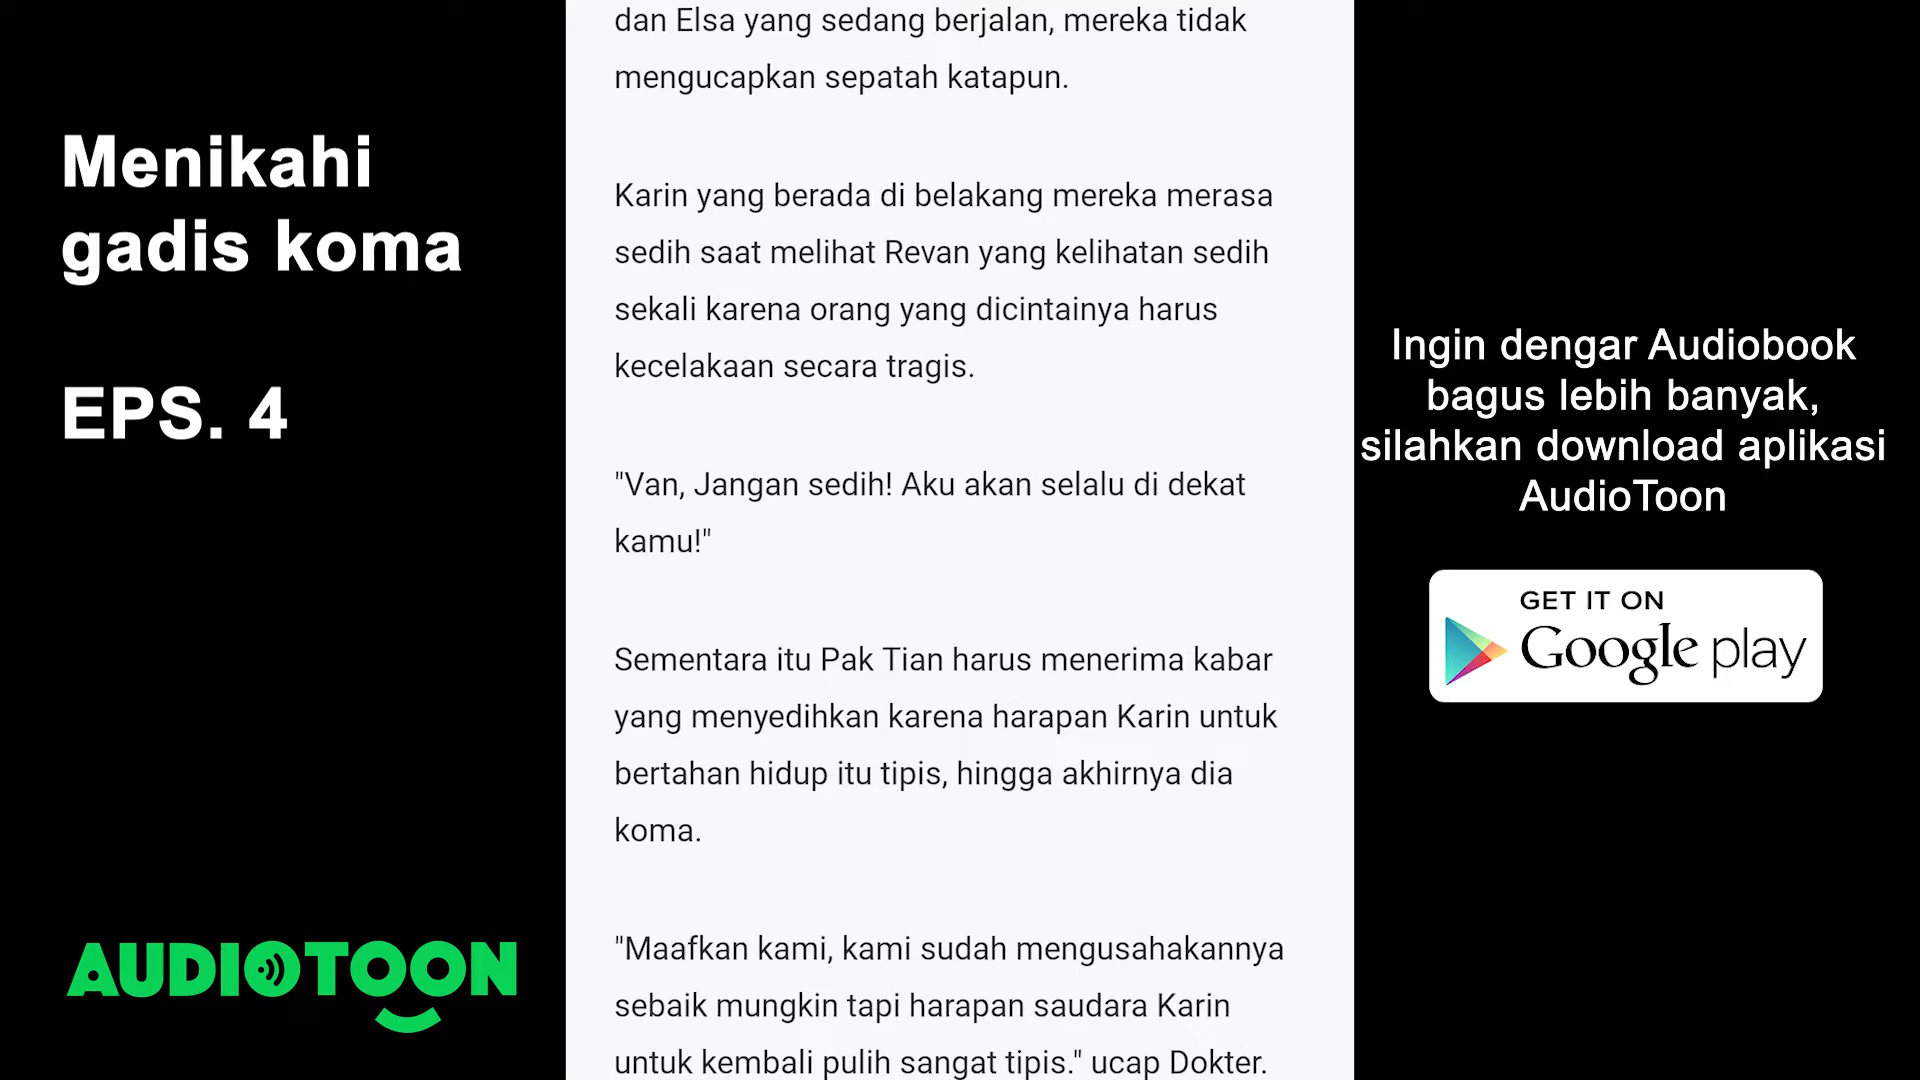 Menikahi
gadis koma
EPS. 4
AUDIOTOON
dan Elsa yang sedang berjalan, mereka tidak
mengucapkan sepatah katapun.
Karin yang berada di belakang mereka merasa
sedih saat melihat Revan yang kelihatan sedih
sekali karena orang yang dicintainya harus
kecelakaan secara tragis.
"Van, Jangan sedih! Aku akan selalu di dekat
kamu!"
Sementara itu Pak Tian harus menerima kabar
yang menyedihkan karena harapan Karin untuk
bertahan hidup itu tipis, hingga akhirnya dia
koma.
"Maafkan kami, kami sudah mengusahakannya
sebaik mungkin tapi harapan saudara Karin
untuk kembali pulih sangat tipis." ucap Dokter.
Ingin dengar Audiobook
bagus lebih banyak,
silahkan download aplikasi
AudioToon
GET IT ON
Google play